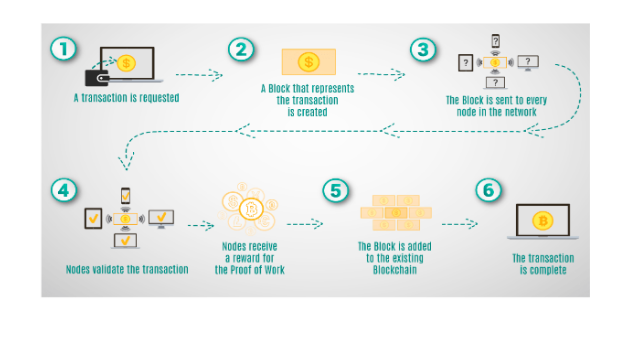 1
A transaction is requested
2
A Block that represents
the transaction
is created
3
The Block is sent to every
node in the network
4
Nodes validate the transaction
Nodes receive
a reward for
the Proof of Work
5
The Block is added
to the existing
Blockchain
6
The transaction
is complete